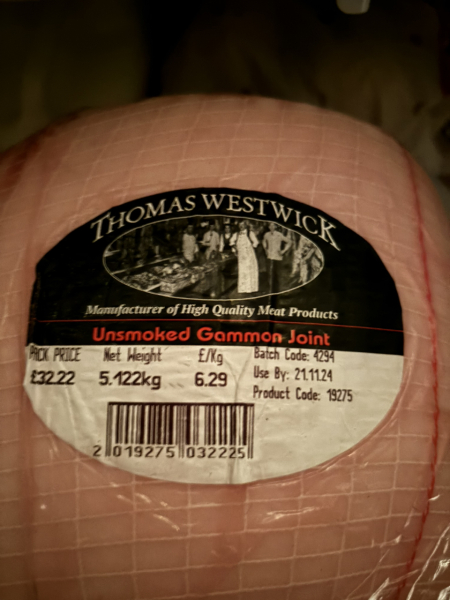 THOMAS WESTWICK
Manufacturer of High Quality Meat Products
Unsmoked Gammon Joint
PACK PRICE Net Weight £/Kg Batch Code: 4294
£32.22 5.122kg 6.29 Use By: 21.11.24
Product Code: 19275
2 019275 032225